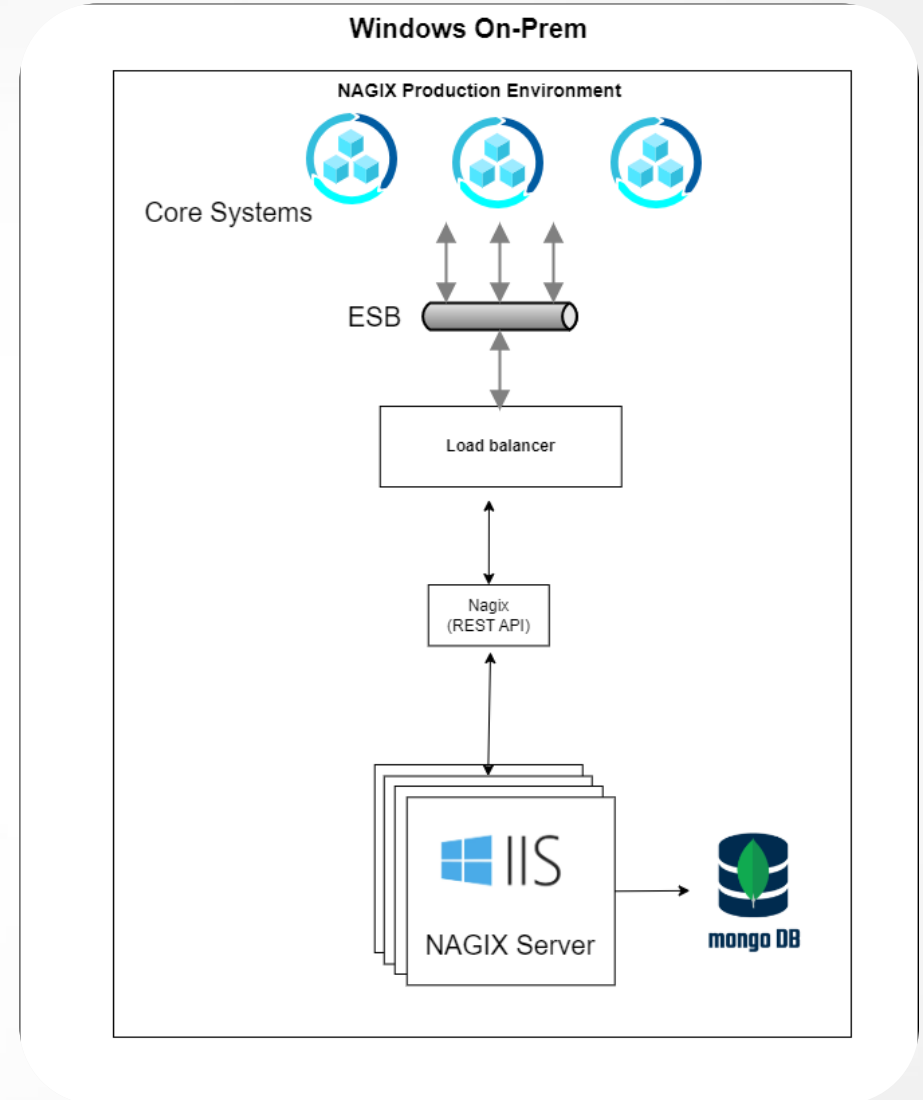 Windows On-Prem
NAGIX Production Environment
Core Systems
ESB
Load balancer
Nagix
(REST API)
IIS
NAGIX Server
mongo DB